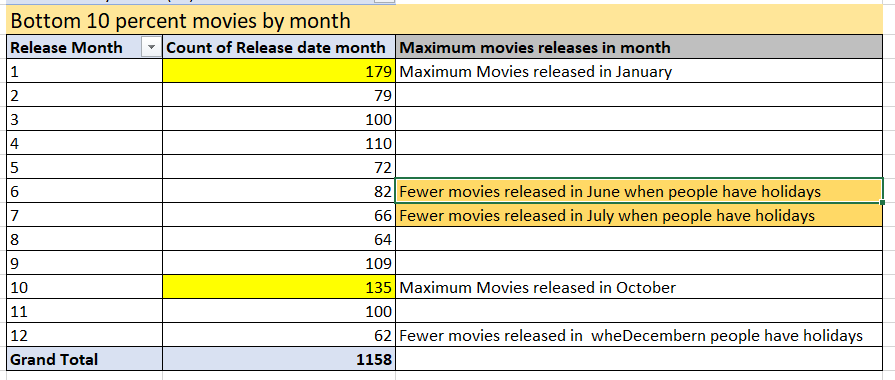 Bottom 10 percent movies by month
Release Month Count of Release date month Maximum movies releases in month
1 179 Maximum Movies released in January
2 79
3 100
4 110
5 72
6 82 Fewer movies released in June when people have holidays
7 66 Fewer movies released in July when people have holidays
8 64
9 109
10 135 Maximum Movies released in October
11 100
12 62 Fewer movies released in  wheDecembern people have holidays
Grand Total 1158